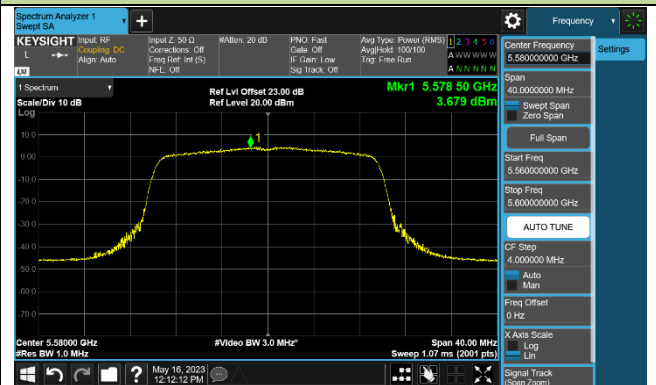 Spectrum Analyzer 1
Swept SA
+
Frequency
KEYSIGHT
L
LXI
Input: RF
Coupling: DC
Align: Auto
Input Z: 50 Ω
Corrections: Off
Freq Ref: Int (S)
NFE: Off
#Atten: 20 dB
PNO: Fast
Gate: Off
IF Gain: Low
Sig Track: Off
Avg Type: Power (RMS)
Avg|Hold: 100/100
Trig: Free Run
1 2 3 4 5 6
A W W W W W
A N N N N N
1 Spectrum
Scale/Div 10 dB
Log
Ref Lvl Offset 23.00 dB
Ref Level 20.00 dBm
Mkr1 5.578 50 GHz
3.679 dBm
1
10.0
0.00
-10.0
-20.0
-30.0
-40.0
-50.0
-60.0
-70.0
Center 5.58000 GHz
#Res BW 1.0 MHz
#Video BW 3.0 MHz*
Span 40.00 MHz
Sweep 1.07 ms (2001 pts)
Center Frequency
5.580000000 GHz
Settings
Span
40.0000000 MHz
Swept Span
Zero Span
Full Span
Start Freq
5.560000000 GHz
Stop Freq
5.600000000 GHz
AUTO TUNE
CF Step
4.000000 MHz
Auto
Man
Freq Offset
0 Hz
X Axis Scale
Log
Lin
Signal Track
(Span Zoom)
?
May 16, 2023
12:12:12 PM